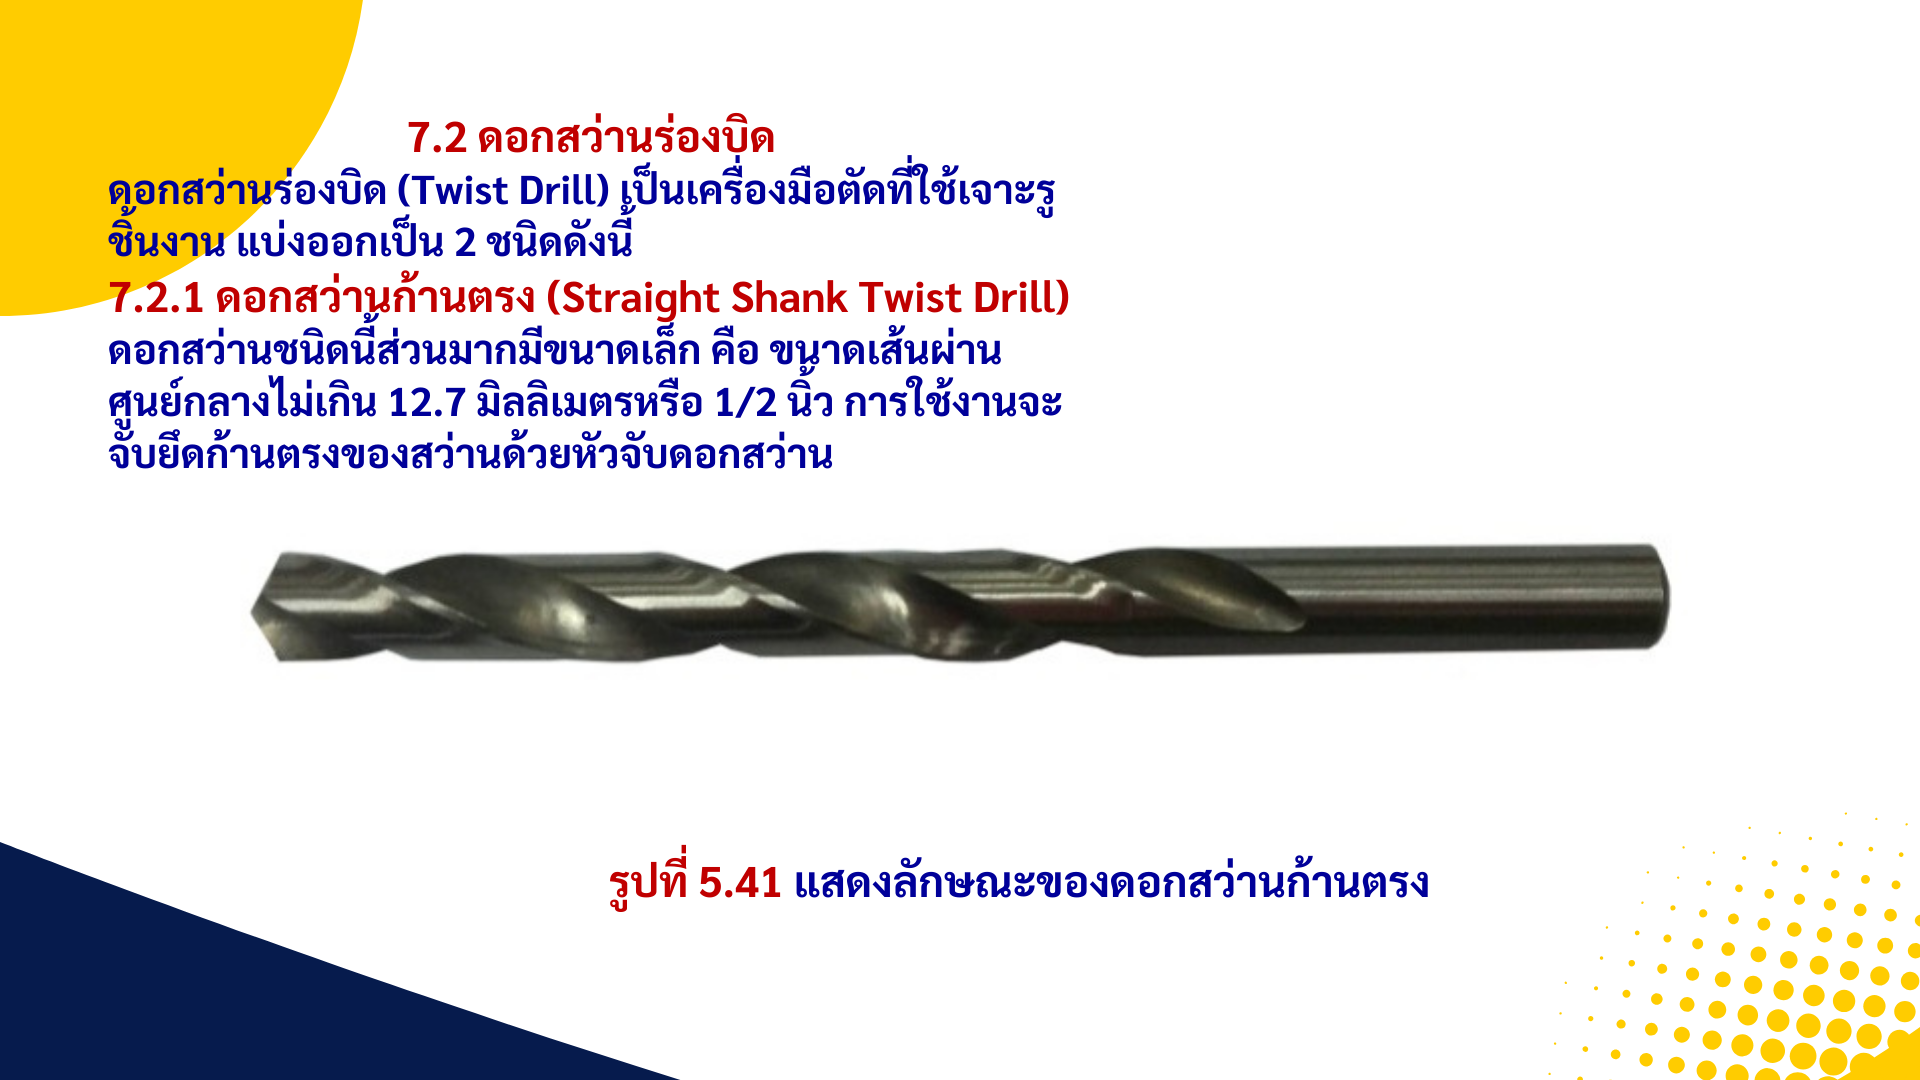 7.2 ดอกสว่านร่องบิด
ดอกสว่านร่องบิด (Twist Drill) เป็นเครื่องมือตัดที่ใช้เจาะรู
ชิ้นงาน แบ่งออกเป็น 2 ชนิดดังนี้
7.2.1 ดอกสว่านก้านตรง (Straight Shank Twist Drill)
ดอกสว่านชนิดนี้ส่วนมากมีขนาดเล็ก คือ ขนาดเส้นผ่าน
ศูนย์กลางไม่เกิน 12.7 มิลลิเมตรหรือ 1/2 นิ้ว การใช้งานจะ
จับยึดก้านตรงของสว่านด้วยหัวจับดอกสว่าน
รูปที่ 5.41 แสดงลักษณะของดอกสว่านก้านตรง